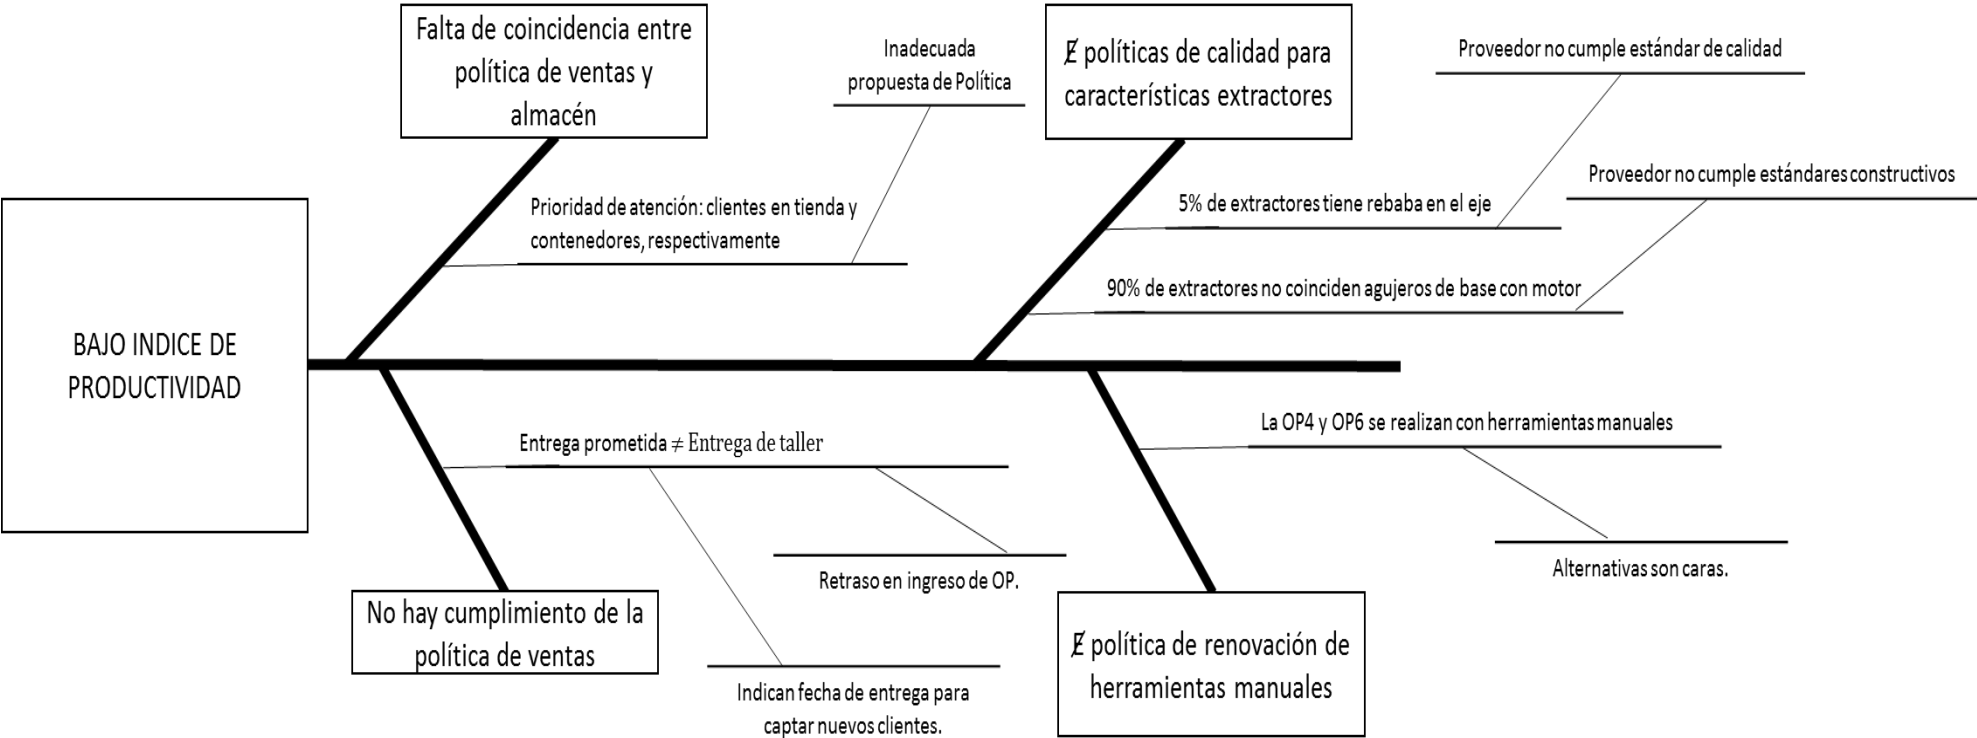 Falta de coincidencia entre
política de ventas y
almacén
Inadecuada
propuesta de Política
Ɇ políticas de calidad para
características extractores
Proveedor no cumple estándar de calidad
Proveedor no cumple estándares constructivos
Prioridad de atención: clientes en tienda y
contenedores, respectivamente
5% de extractores tiene rebaba en el eje
90% de extractores no coinciden agujeros de base con motor
BAJO INDICE DE
PRODUCTIVIDAD
Entrega prometida ≠ Entrega de taller
La OP4 y OP6 se realizan con herramientas manuales
Retraso en ingreso de OP.
Alternativas son caras.
No hay cumplimiento de la
política de ventas
Ɇ política de renovación de
herramientas manuales
Indican fecha de entrega para
captar nuevos clientes.